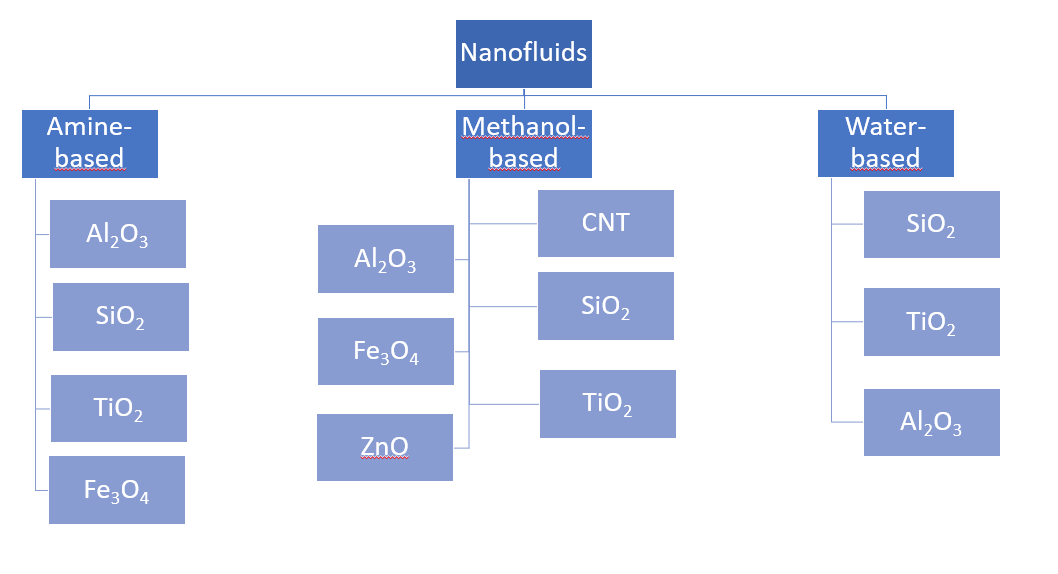 Nanofluids
Amine-
based
Al₂O₃
SiO₂
TiO₂
Fe₃O₄
Methanol-
based
Al₂O₃
Fe₃O₄
ZnO
CNT
SiO₂
TiO₂
Water-
based
SiO₂
TiO₂
Al₂O₃